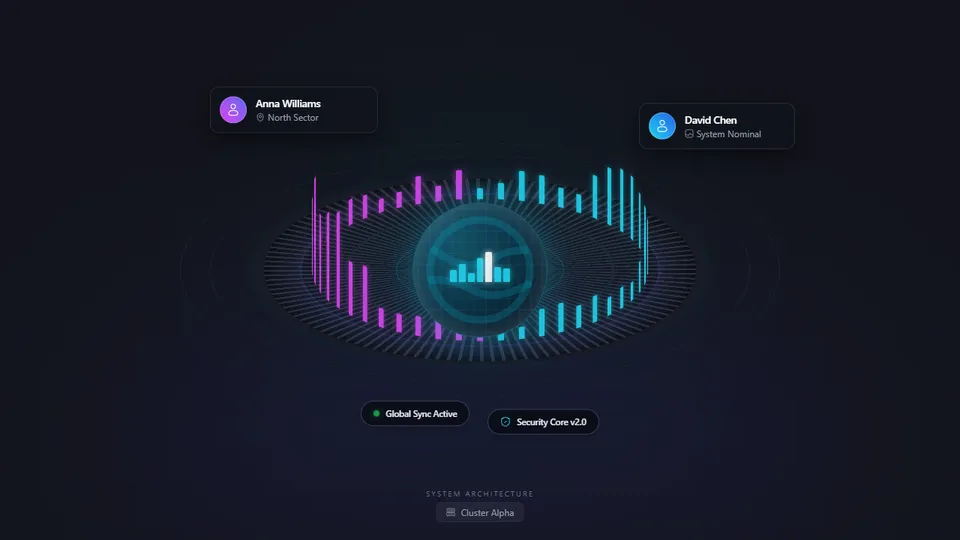 Anna Williams
North Sector
David Chen
System Nominal
Global Sync Active
Security Core v2.0
SYSTEM ARCHITECTURE
Cluster Alpha